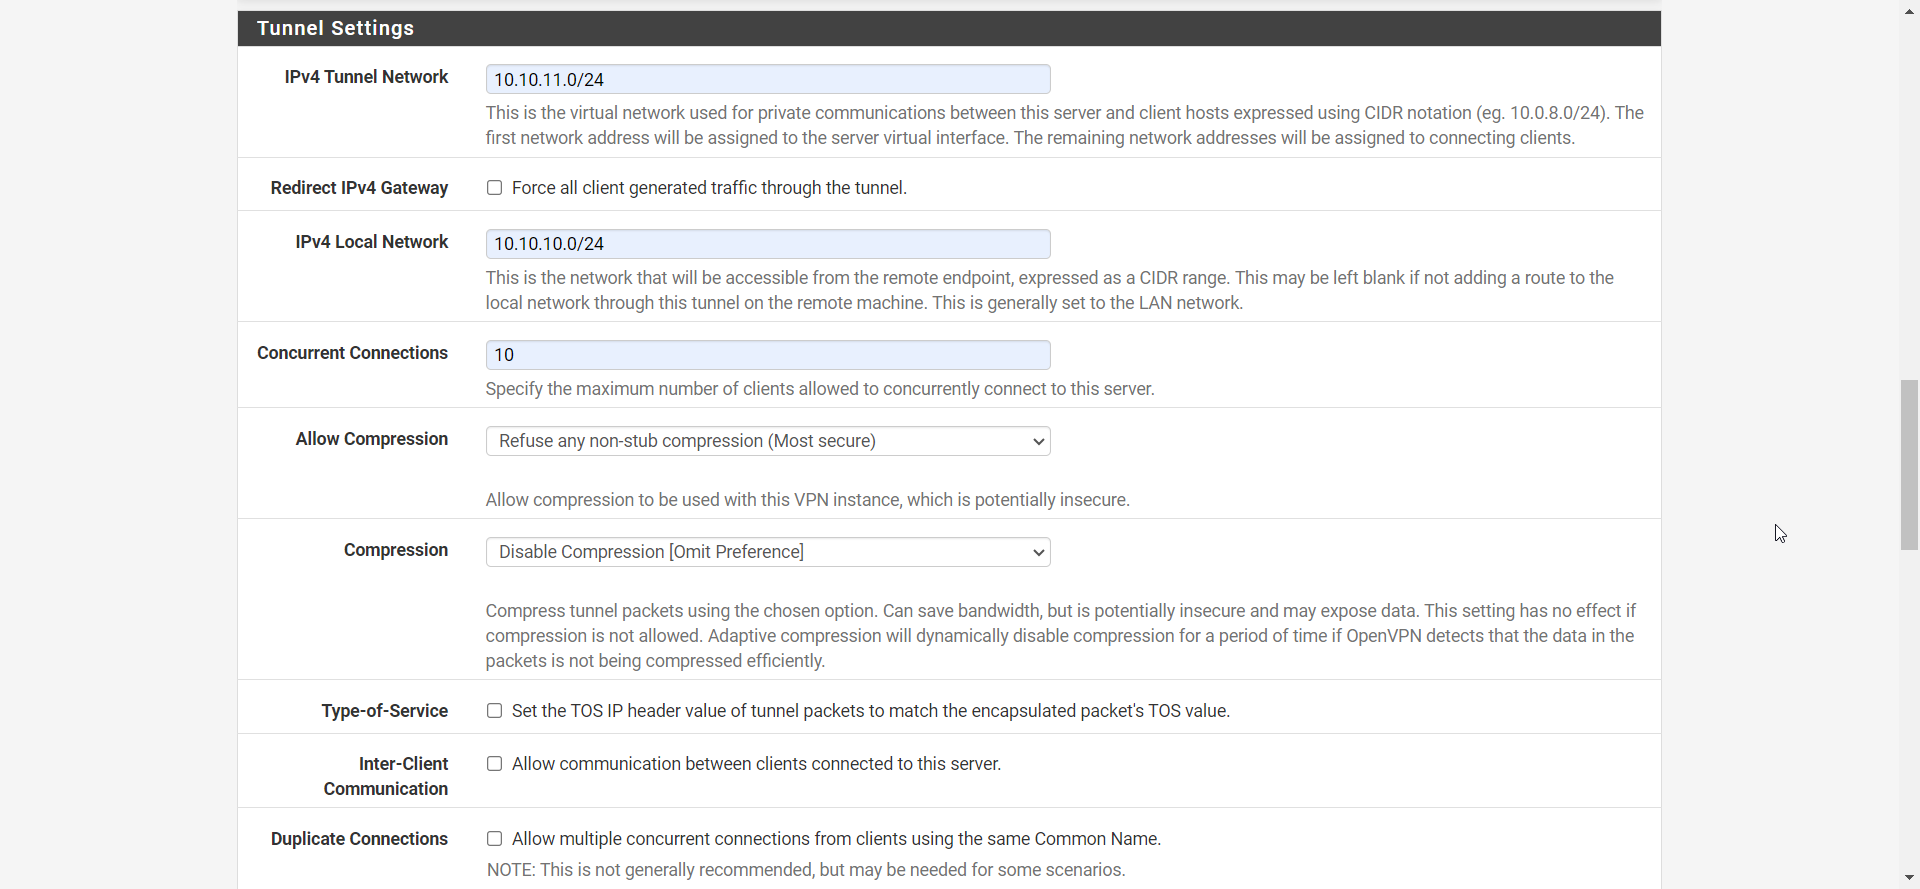 Tunnel Settings
IPv4 Tunnel Network
10.10.11.0/24
This is the virtual network used for private communications between this server and client hosts expressed using CIDR notation (eg. 10.0.8.0/24). The
first network address will be assigned to the server virtual interface. The remaining network addresses will be assigned to connecting clients.
Redirect IPv4 Gateway
Force all client generated traffic through the tunnel.
IPv4 Local Network
10.10.10.0/24
This is the network that will be accessible from the remote endpoint, expressed as a CIDR range. This may be left blank if not adding a route to the
local network through this tunnel on the remote machine. This is generally set to the LAN network.
Concurrent Connections
10
Specify the maximum number of clients allowed to concurrently connect to this server.
Allow Compression
Refuse any non-stub compression (Most secure)
Allow compression to be used with this VPN instance, which is potentially insecure.
Compression
Disable Compression [Omit Preference]
Compress tunnel packets using the chosen option. Can save bandwidth, but is potentially insecure and may expose data. This setting has no effect if
compression is not allowed. Adaptive compression will dynamically disable compression for a period of time if OpenVPN detects that the data in the
packets is not being compressed efficiently.
Type-of-Service
Set the TOS IP header value of tunnel packets to match the encapsulated packet's TOS value.
Inter-Client
Communication
Allow communication between clients connected to this server.
Duplicate Connections
Allow multiple concurrent connections from clients using the same Common Name.
NOTE: This is not generally recommended, but may be needed for some scenarios.